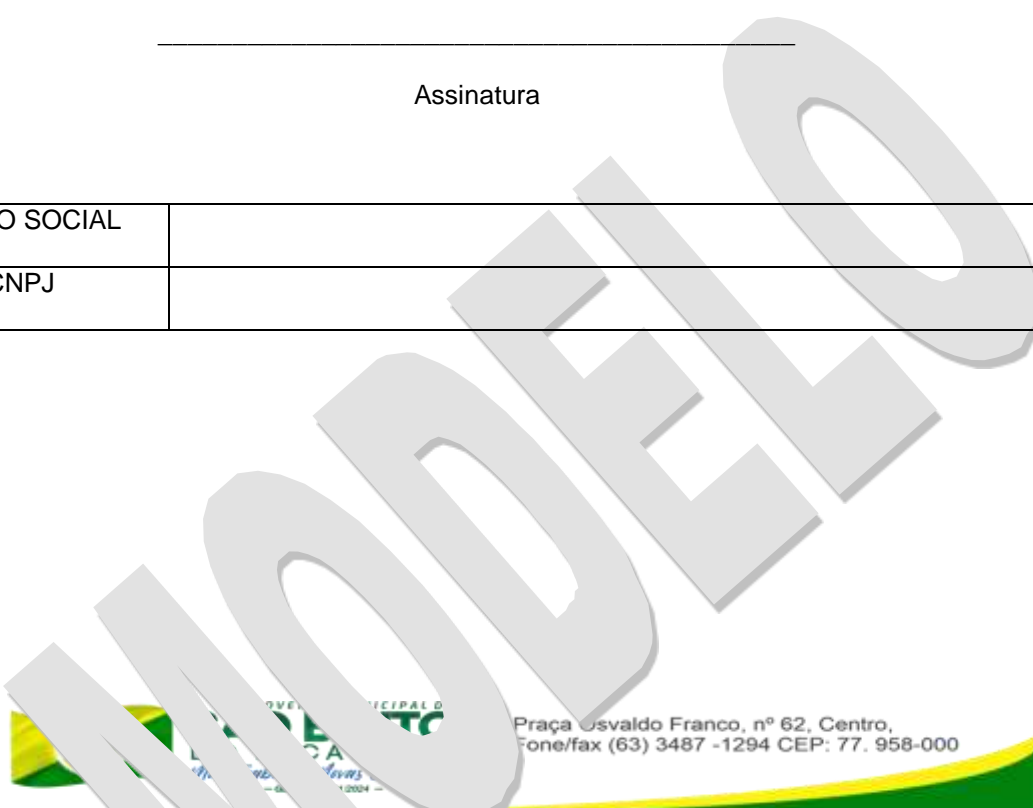 Assinatura
O SOCIAL
CNPJ
MODELO
Praça Osvaldo Franco, nº 62, Centro,
Fone/fax (63) 3487 -1294 CEP: 77. 958-000